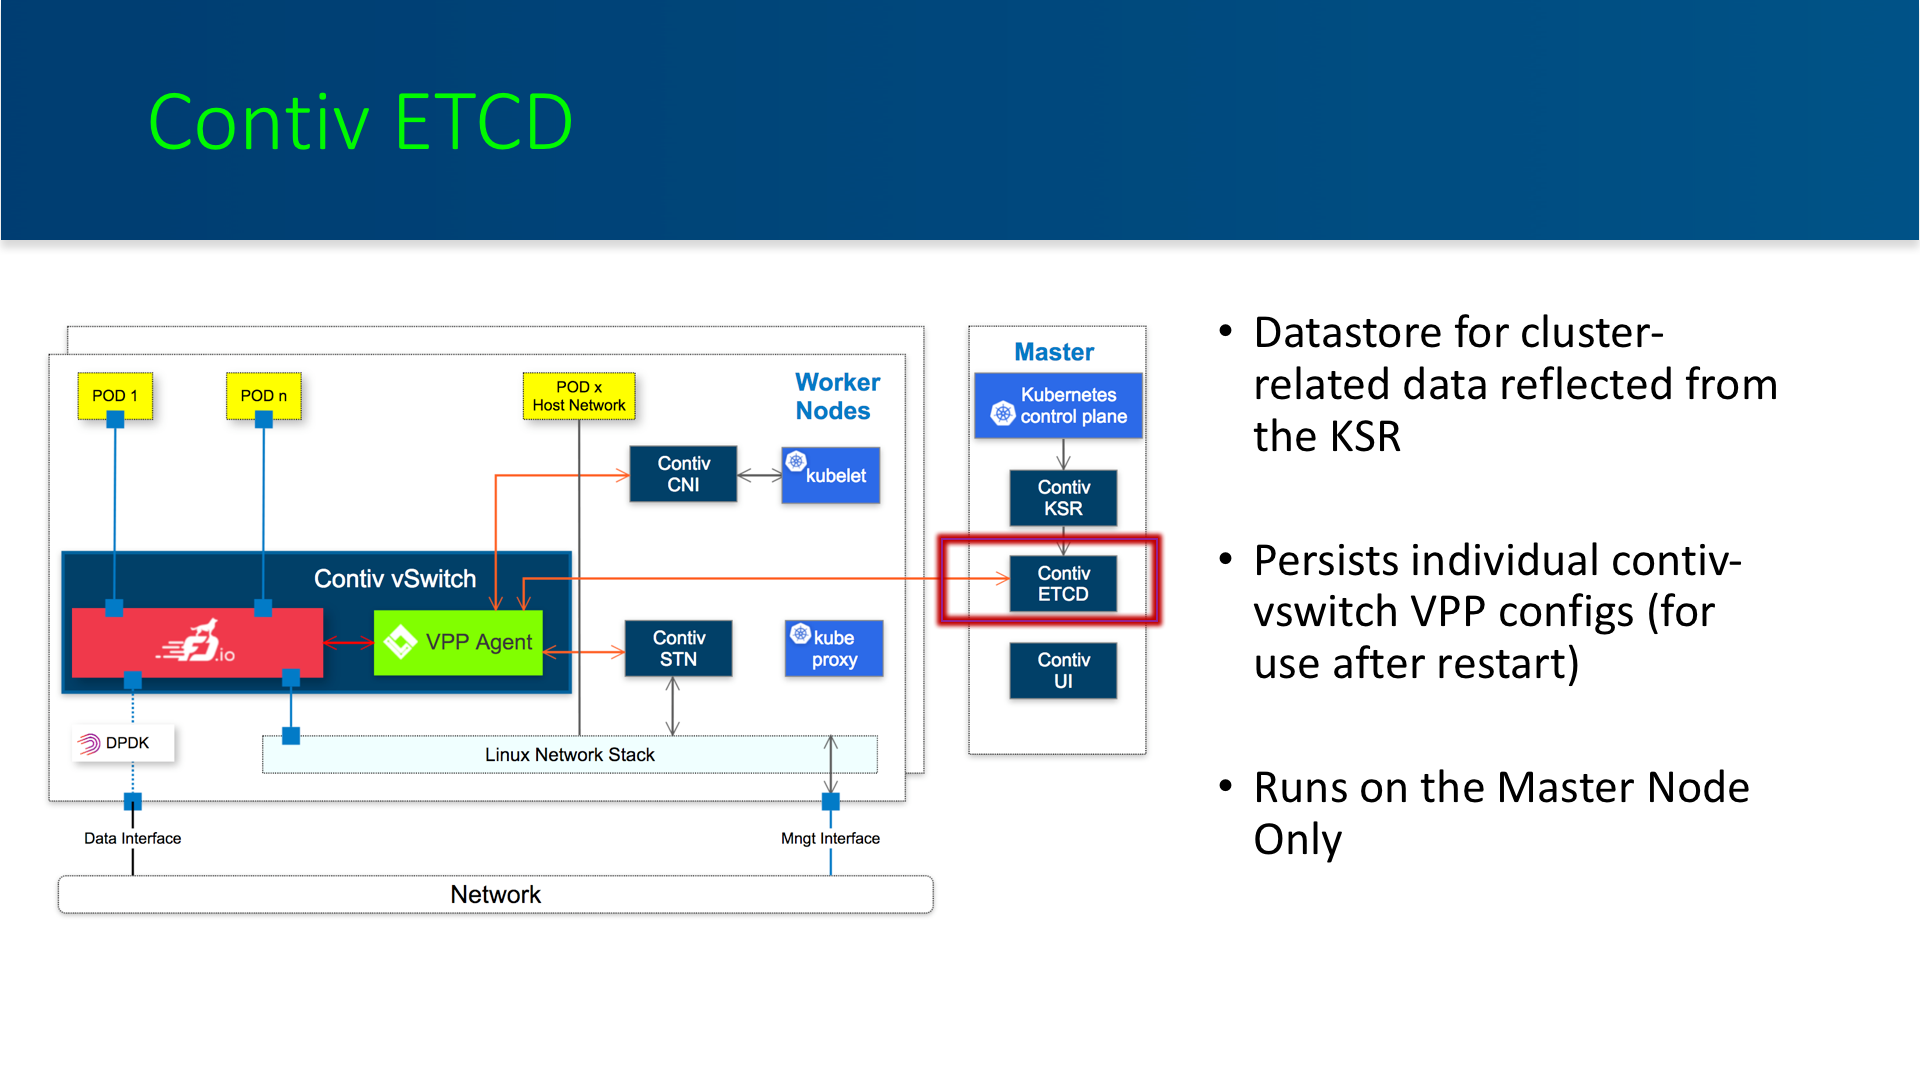 Contiv ETCD
POD 1
POD n
POD x
Host Network
Worker
Nodes
Contiv
CNI
kubelet
Contiv vSwitch
.io
VPP Agent
Contiv
STN
kube
proxy
DPDK
Linux Network Stack
Data Interface
Mngt Interface
Network
Master
Kubernetes
control plane
Contiv
KSR
Contiv
ETCD
Contiv
UI
• Datastore for cluster-
related data reflected from
the KSR
• Persists individual contiv-
vswitch VPP configs (for
use after restart)
• Runs on the Master Node
Only